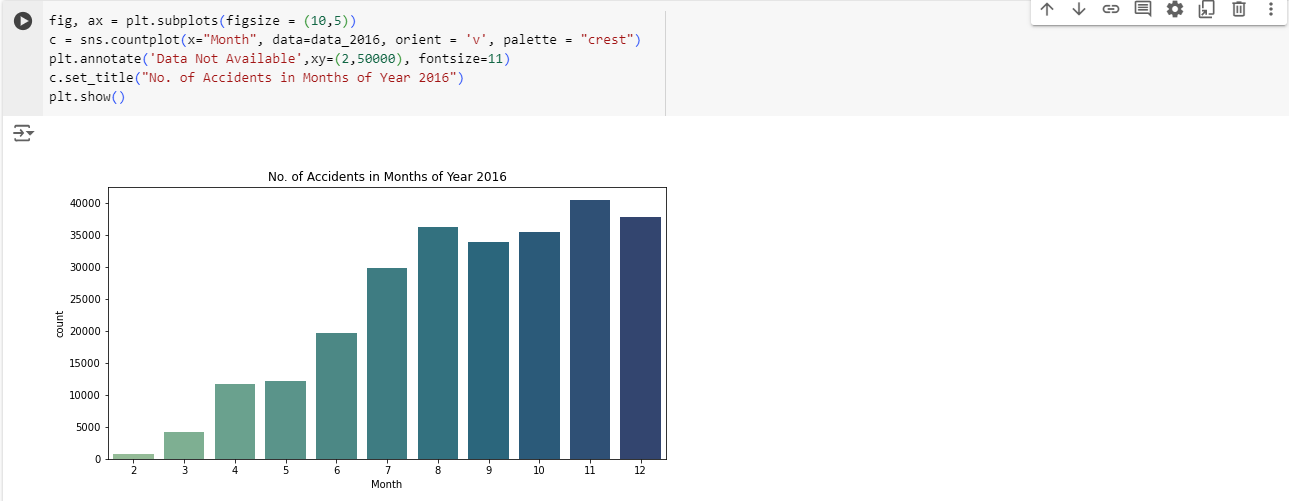 fig, ax = plt.subplots(figsize = (10,5))
c = sns.countplot(x="Month", data=data_2016, orient = 'v', palette = "crest")
plt.annotate('Data Not Available',xy=(2,50000), fontsize=11)
c.set_title("No. of Accidents in Months of Year 2016")
plt.show()
No. of Accidents in Months of Year 2016
40000
35000
30000
25000
20000
15000
10000
5000
0
count
2 3 4 5 6 7 8 9 10 11 12
Month